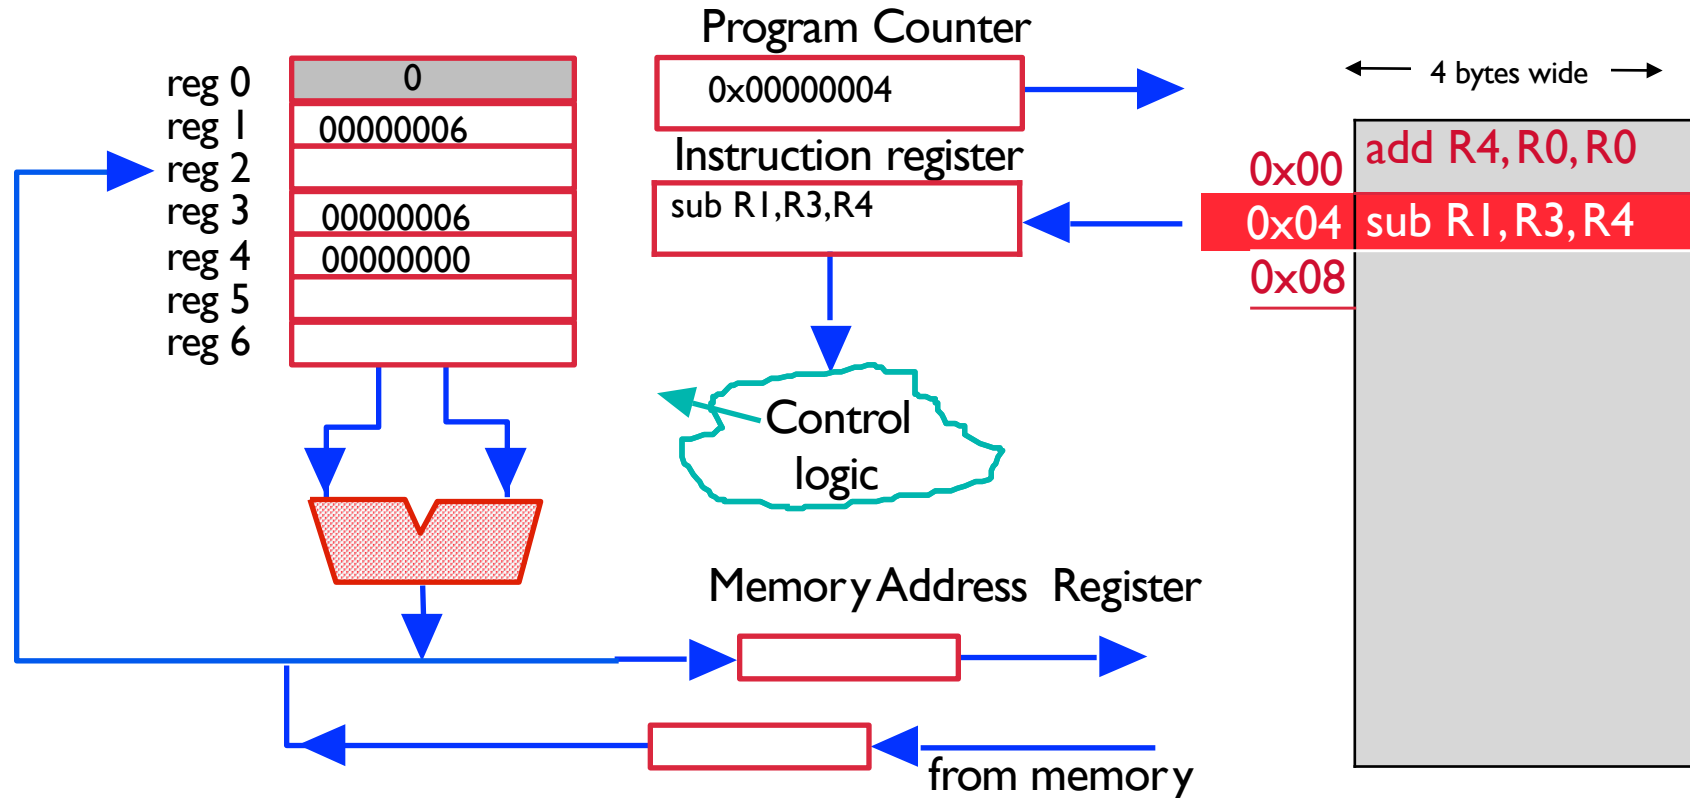 Program Counter
4 bytes wide
reg 0 0
0x00000004
reg 1 00000006
Instruction register
reg 2
reg 3 00000006
sub R1,R3,R4
reg 4 00000000
reg 5
reg 6
0x00 add R4, R0, R0
0x04 sub R1, R3, R4
0x08
Control
logic
Memory Address Register
from memory